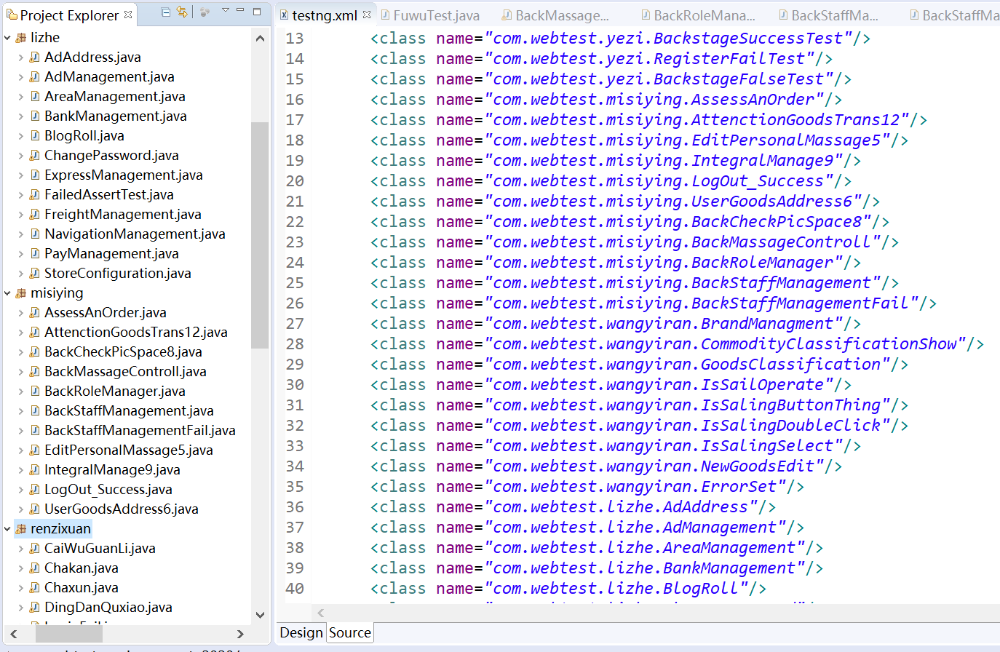 Project Explorer
lizhe
AdAddress.java
AdManagement.java
AreaManagement.java
BankManagement.java
BlogRoll.java
ChangePassword.java
ExpressManagement.java
FailedAssertTest.java
FreightManagement.java
NavigationManagement.java
PayManagement.java
StoreConfiguration.java
misiying
AssessAnOrder.java
AttenctionGoodsTrans12.java
BackCheckPicSpace8.java
BackMassageControll.java
BackRoleManager.java
BackStaffManagement.java
BackStaffManagementFail.java
EditPersonalMassage5.java
IntegralManage9.java
LogOut_Success.java
UserGoodsAddress6.java
renzixuan
CaiWuGuanLi.java
Chakan.java
Chaxun.java
DingDanQuxiao.java
testng.xml FuwuTest.java BackMassage... BackRoleMana... BackStaffMa... BackStaffMa
13 <class name="com.webtest.yezi.BackstageSuccessTest"/>
14 <class name="com.webtest.yezi.RegisterFailTest"/>
15 <class name="com.webtest.yezi.BackstageFalseTest"/>
16 <class name="com.webtest.misiying.AssessAnOrder"/>
17 <class name="com.webtest.misiying.AttenctionGoodsTrans12"/>
18 <class name="com.webtest.misiying.EditPersonalMassage5"/>
19 <class name="com.webtest.misiying.IntegralManage9"/>
20 <class name="com.webtest.misiying.LogOut_Success"/>
21 <class name="com.webtest.misiying.UserGoodsAddress6"/>
22 <class name="com.webtest.misiying.BackCheckPicSpace8"/>
23 <class name="com.webtest.misiying.BackMassageControll"/>
24 <class name="com.webtest.misiying.BackRoleManager"/>
25 <class name="com.webtest.misiying.BackStaffManagement"/>
26 <class name="com.webtest.misiying.BackStaffManagementFail"/>
27 <class name="com.webtest.wangyiran.BrandManagment"/>
28 <class name="com.webtest.wangyiran.CommodityClassificationShow"/>
29 <class name="com.webtest.wangyiran.GoodsClassification"/>
30 <class name="com.webtest.wangyiran.IsSailOperate"/>
31 <class name="com.webtest.wangyiran.IsSalingButtonThing"/>
32 <class name="com.webtest.wangyiran.IsSalingDoubleClick"/>
33 <class name="com.webtest.wangyiran.IsSalingSelect"/>
34 <class name="com.webtest.wangyiran.NewGoodsEdit"/>
35 <class name="com.webtest.wangyiran.ErrorSet"/>
36 <class name="com.webtest.lizhe.AdAddress"/>
37 <class name="com.webtest.lizhe.AdManagement"/>
38 <class name="com.webtest.lizhe.AreaManagement"/>
39 <class name="com.webtest.lizhe.BankManagement"/>
40 <class name="com.webtest.lizhe.BlogRoll"/>
Design Source